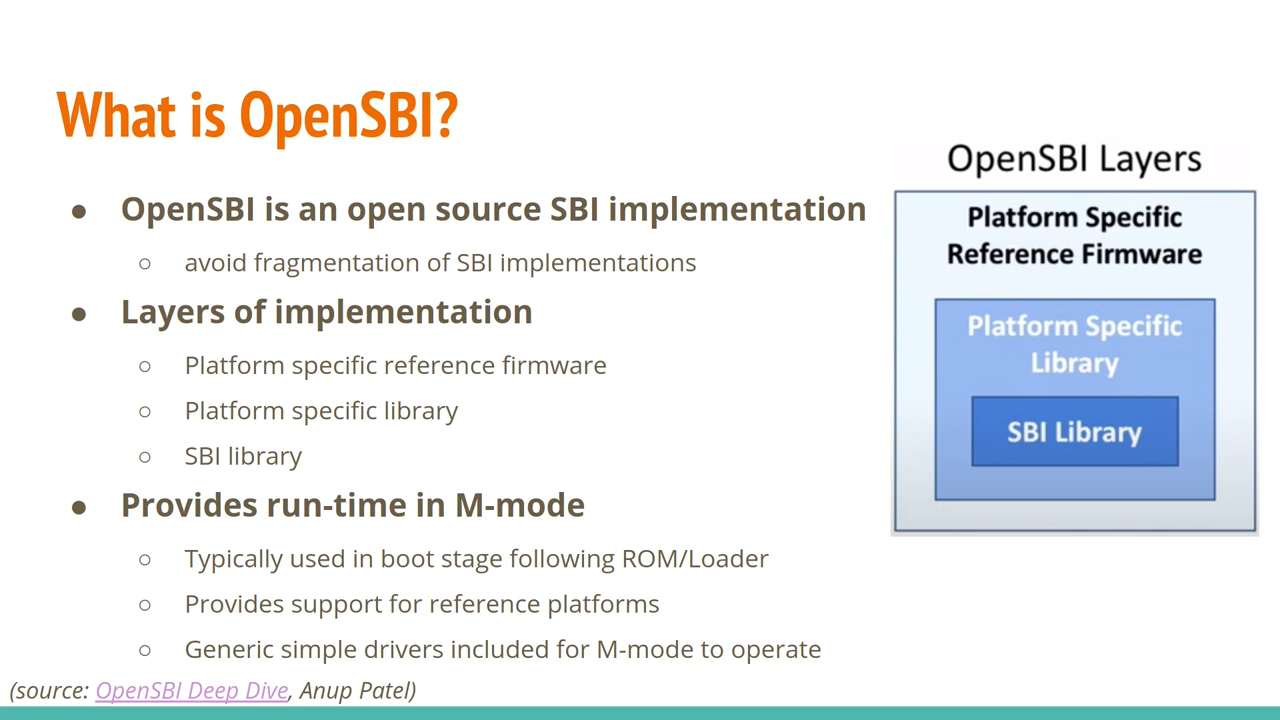 What is OpenSBI?
● OpenSBI is an open source SBI implementation
○ avoid fragmentation of SBI implementations
● Layers of implementation
○ Platform specific reference firmware
○ Platform specific library
○ SBI library
● Provides run-time in M-mode
○ Typically used in boot stage following ROM/Loader
○ Provides support for reference platforms
○ Generic simple drivers included for M-mode to operate
(source: OpenSBI Deep Dive, Anup Patel)
OpenSBI Layers
Platform Specific
Reference Firmware
Platform Specific
Library
SBI Library